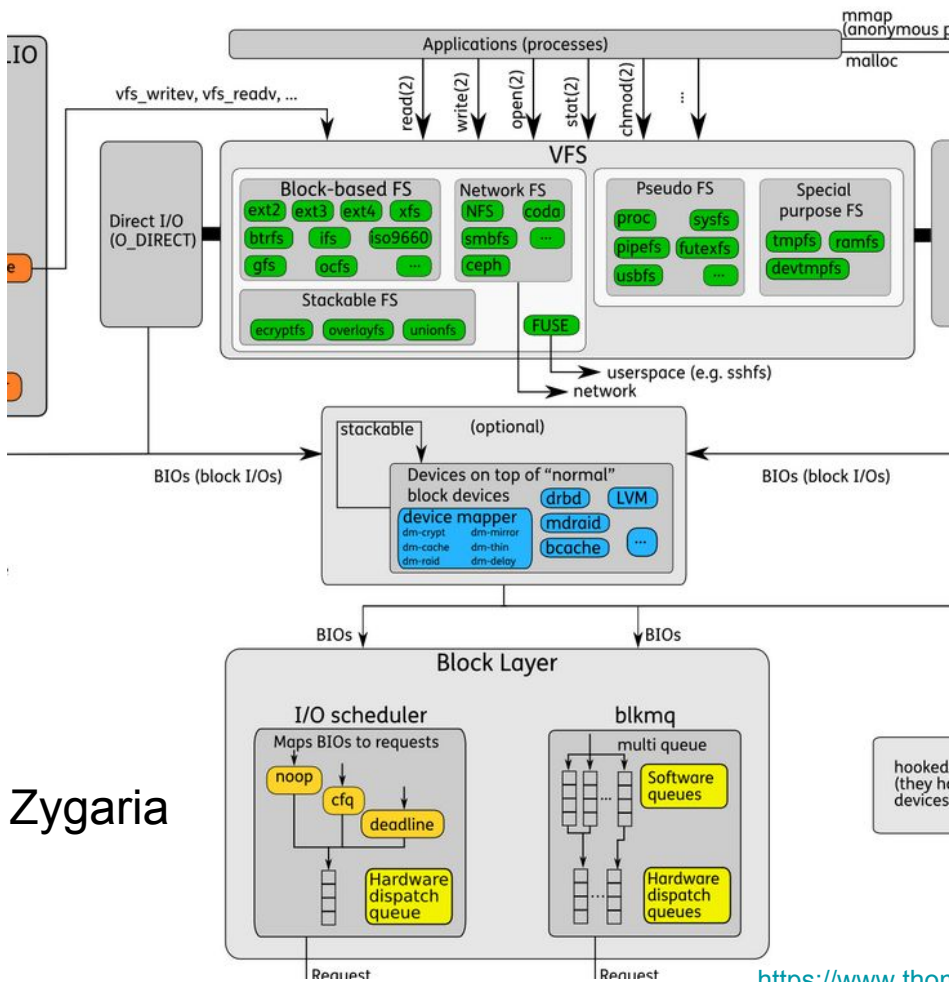 mmap
(anonymous p
malloc
LIO
Applications (processes)
vfs_writev, vfs_readv, ...
read(2)
write(2)
open(2)
stat(2)
chmod(2)
...
VFS
Direct I/O
(O_DIRECT)
Block-based FS
ext2 ext3 ext4 xfs
btrfs ifs iso9660
gfs ocfs ...
Network FS
NFS coda
smbfs ...
ceph
Pseudo FS
proc sysfs
pipefs futexfs
usbfs ...
Special
purpose FS
tmpfs ramfs
devtmpfs
Stackable FS
ecryptfs overlayfs unionfs
FUSE
e
userspace (e.g. sshfs)
network
stackable
(optional)
BIOs (block I/Os)
BIOs (block I/Os)
Devices on top of “normal”
block devices
drbd LVM
device mapper
dm-crypt dm-mirror
dm-cache dm-thin
dm-raid dm-delay
mdraid
bcache
...
BIOs
BIOs
Block Layer
I/O scheduler
Maps BIOs to requests
noop
cfq
deadline
Hardware
dispatch
queue
blkmq
multi queue
...
Software
queues
...
Hardware
dispatch
queues
hooked
(they ho
devices
Zygaria
Request
Request
https://www.thom